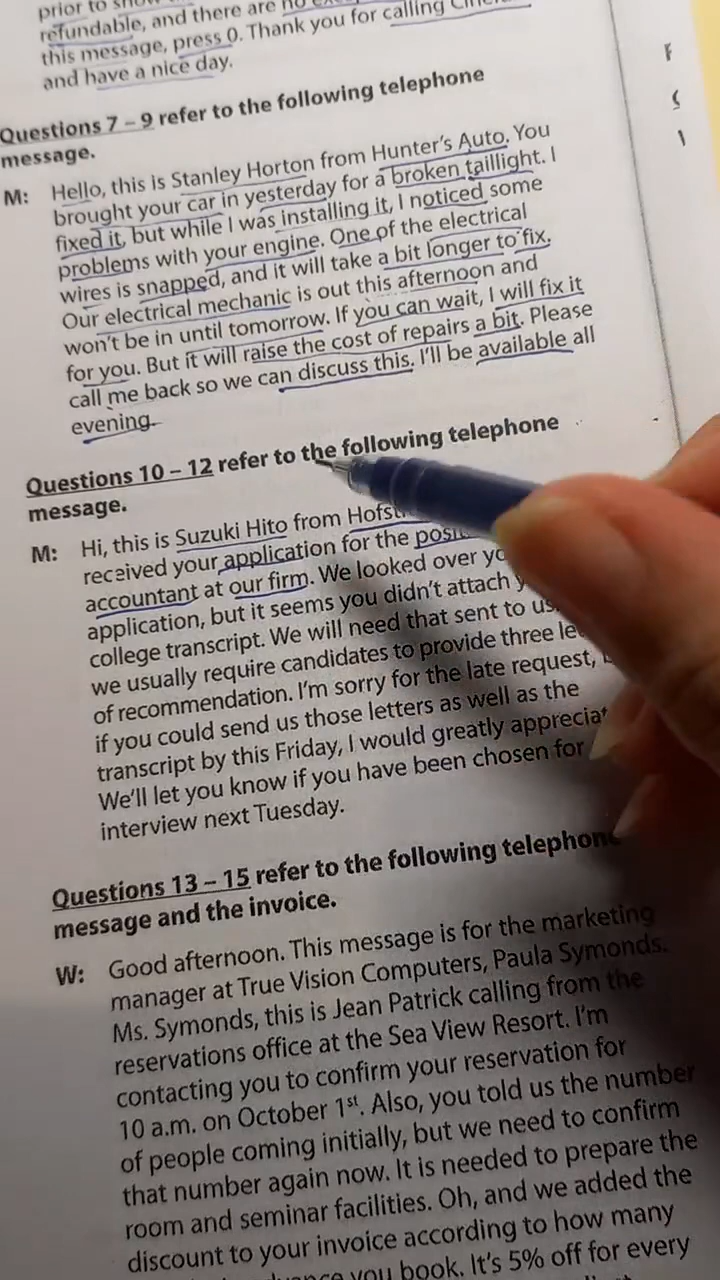 prior to
refundable, and there are no
this message, press 0. Thank you for calling
and have a nice day.
Questions 7 – 9 refer to the following telephone
message.
M: Hello, this is Stanley Horton from Hunter's Auto. You
brought your car in yesterday for a broken taillight. I
fixed it, but while I was installing it, I noticed some
problems with your engine. One of the electrical
wires is snapped, and it will take a bit longer to fix.
Our electrical mechanic is out this afternoon and
won't be in until tomorrow. If you can wait, I will fix it
for you. But it will raise the cost of repairs a bit. Please
call me back so we can discuss this. I'll be available all
evening.
Questions 10 – 12 refer to the following telephone
message.
M: Hi, this is Suzuki Hito from
received your application for the
accountant at our firm. We looked over
application, but it seems you didn't attach
college transcript. We will need that sent to us.
we usually require candidates to provide three
of recommendation. I'm sorry for the late request,
if you could send us those letters as well as the
transcript by this Friday, I would greatly
We'll let you know if you have been chosen for
interview next Tuesday.
Questions 13 – 15 refer to the following telephone
message and the invoice.
W: Good afternoon. This message is for the marketing
manager at True Vision Computers, Paula Symonds.
Ms. Symonds, this is Jean Patrick calling from the
reservations office at the Sea View Resort. I'm
contacting you to confirm your reservation for
10 a.m. on October 1st. Also, you told us the number
of people coming initially, but we need to confirm
that number again now. It is needed to prepare the
room and seminar facilities. Oh, and we added the
discount to your invoice according to how many
you book. It's 5% off for every